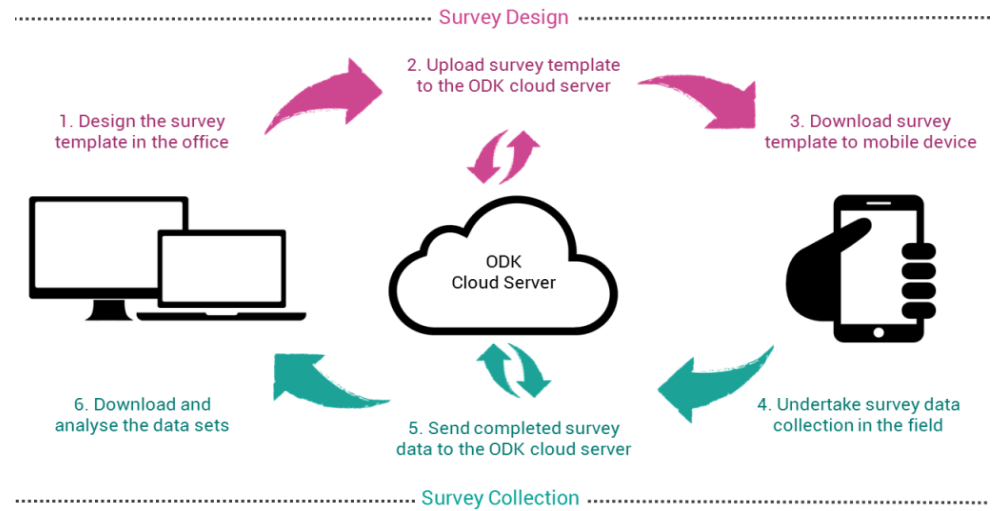 Survey Design
2. Upload survey template
to the ODK cloud server
1. Design the survey
template in the office
3. Download survey
template to mobile device
ODK
Cloud Server
6. Download and
analyse the data sets
5. Send completed survey
data to the ODK cloud server
4. Undertake survey data
collection in the field
Survey Collection